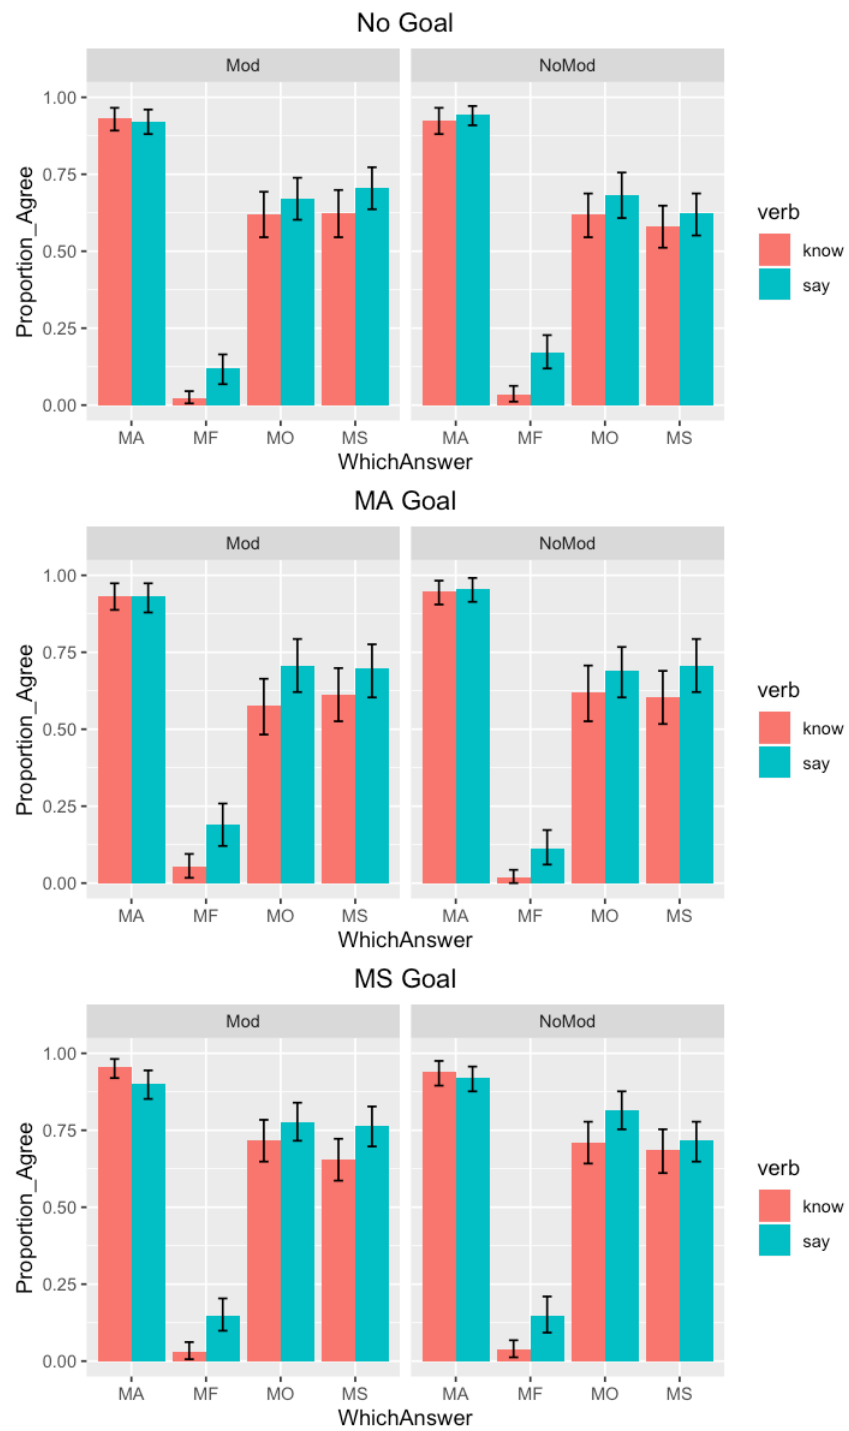 No Goal
Mod NoMod
1.00
0.75
0.50
0.25
0.00
Proportion_Agree
MA MF MO MS MA MF MO MS
WhichAnswer
verb
know
say
MA Goal
Mod NoMod
1.00
0.75
0.50
0.25
0.00
Proportion_Agree
MA MF MO MS MA MF MO MS
WhichAnswer
verb
know
say
MS Goal
Mod NoMod
1.00
0.75
0.50
0.25
0.00
Proportion_Agree
MA MF MO MS MA MF MO MS
WhichAnswer
verb
know
say